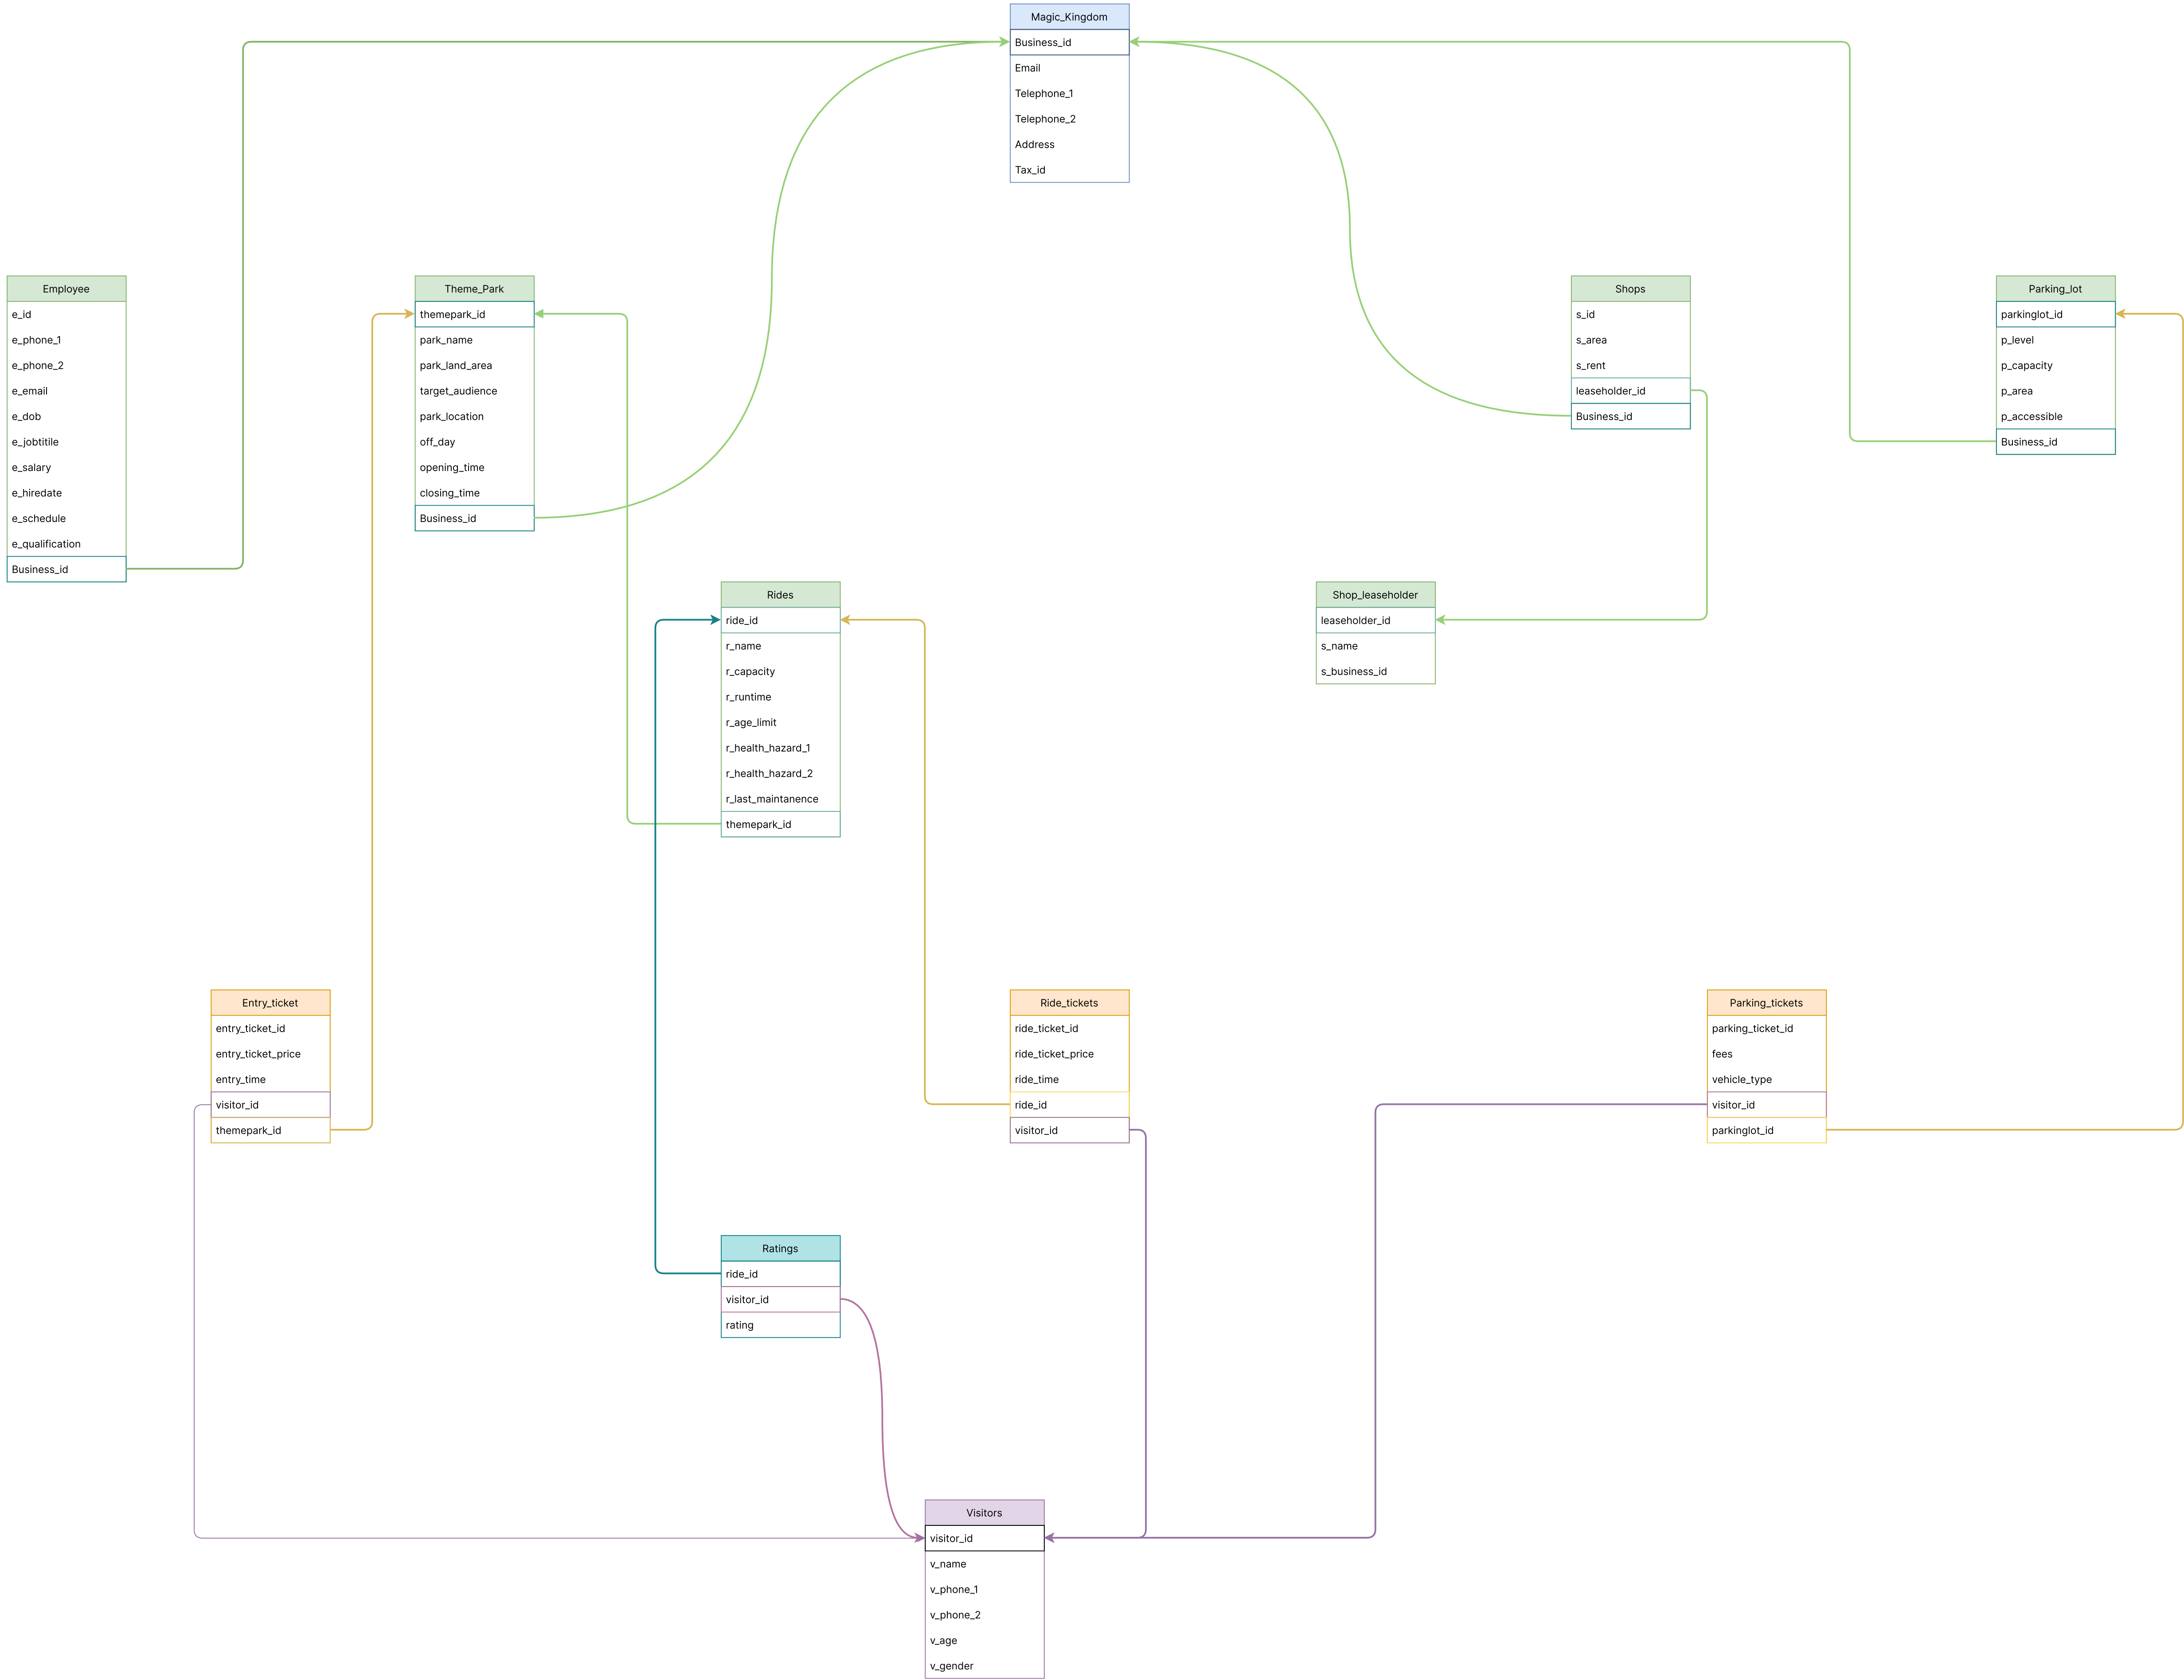 Magic_Kingdom
Business_id
Email
Telephone_1
Telephone_2
Address
Tax_id
Employee
e_id
e_phone_1
e_phone_2
e_email
e_dob
e_jobtitile
e_salary
e_hiredate
e_schedule
e_qualification
Business_id
Theme_Park
themepark_id
park_name
park_land_area
target_audience
park_location
off_day
opening_time
closing_time
Business_id
Shops
s_id
s_area
s_rent
leaseholder_id
Business_id
Parking_lot
parkinglot_id
p_level
p_capacity
p_area
p_accessible
Business_id
Rides
ride_id
r_name
r_capacity
r_runtime
r_age_limit
r_health_hazard_1
r_health_hazard_2
r_last_maintanence
themepark_id
Shop_leaseholder
leaseholder_id
s_name
s_business_id
Entry_ticket
entry_ticket_id
entry_ticket_price
entry_time
visitor_id
themepark_id
Ride_tickets
ride_ticket_id
ride_ticket_price
ride_time
ride_id
visitor_id
Parking_tickets
parking_ticket_id
fees
vehicle_type
visitor_id
parkinglot_id
Ratings
ride_id
visitor_id
rating
Visitors
visitor_id
v_name
v_phone_1
v_phone_2
v_age
v_gender